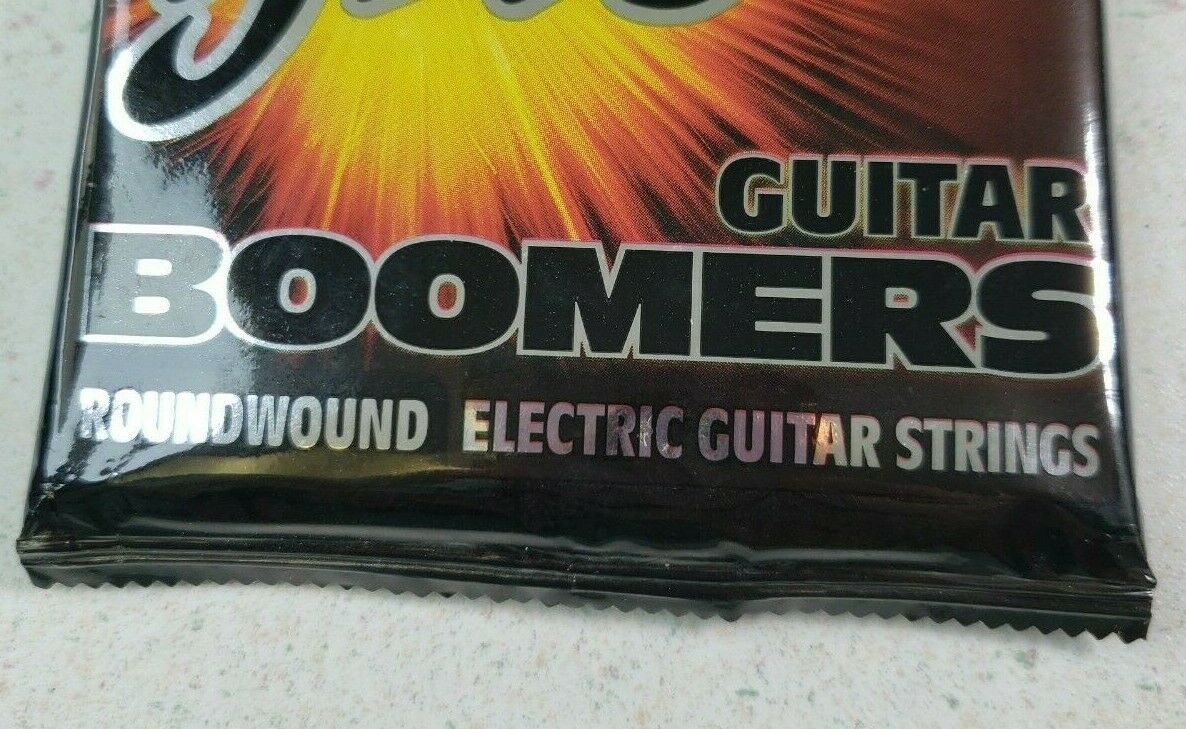 GUITAR
BOOMERS
ROUNDWOUND ELECTRIC GUITAR STRINGS